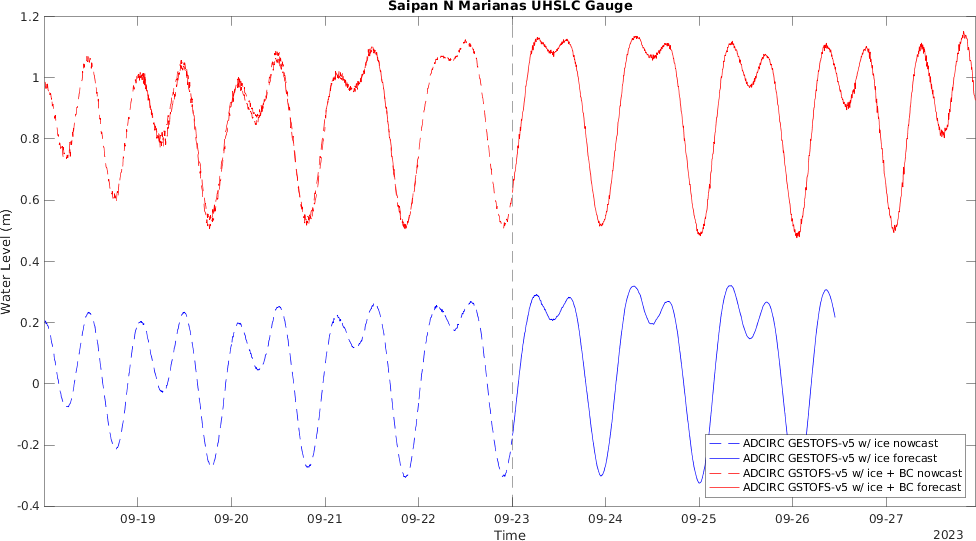 Saipan N Marianas UHSLC Gauge
1.2
1
0.8
0.6
0.4
0.2
0
-0.2
-0.4
Water Level (m)
ADCIRC GESTOFS-v5 w/ ice nowcast
ADCIRC GESTOFS-v5 w/ ice forecast
ADCIRC GSTOFS-v5 w/ ice + BC nowcast
ADCIRC GSTOFS-v5 w/ ice + BC forecast
09-19 09-20 09-21 09-22 09-23 09-24 09-25 09-26 09-27
Time
2023